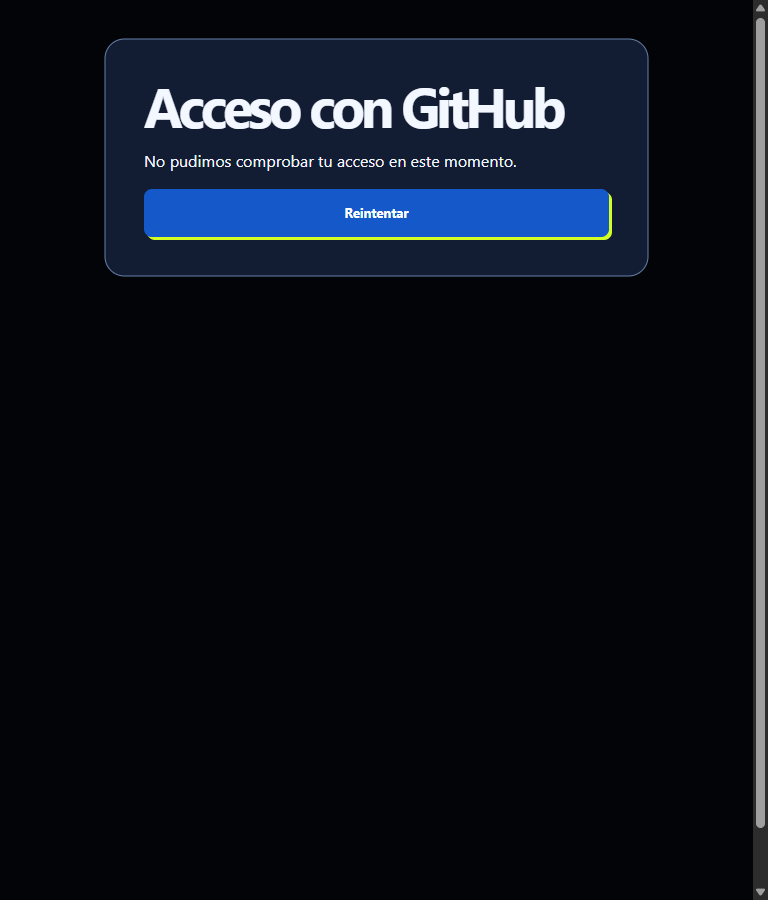 Acceso con GitHub
No pudimos comprobar tu acceso en este momento.
Reintentar